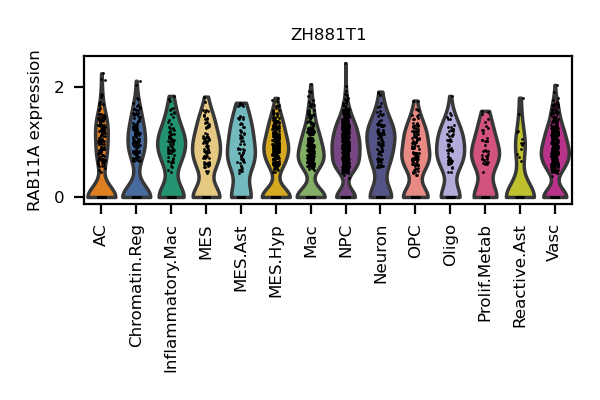 ZH881T1
RAB11A expression
2
0
AC
Chromatin.Reg
Inflammatory.Mac
MES
MES.Ast
MES.Hyp
Mac
NPC
Neuron
OPC
Oligo
Prolif.Metab
Reactive.Ast
Vasc